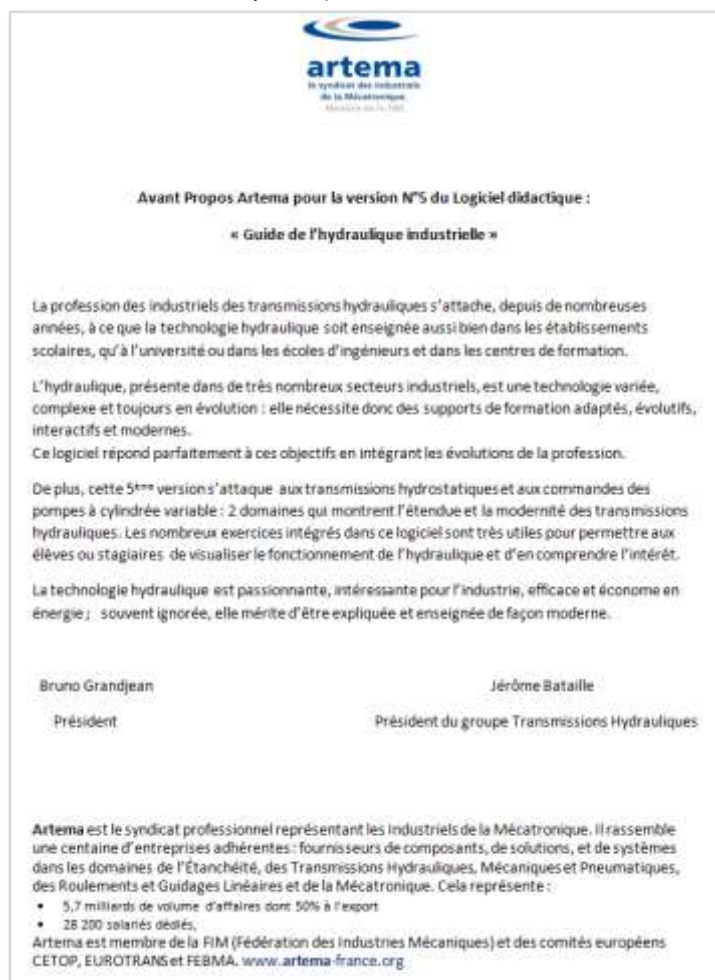 artema
le syndicat des industriels
de la Mécatronique
Membre de la FIM
Avant Propos Artema pour la version N°5 du Logiciel didactique :
« Guide de l'hydraulique industrielle »
La profession des industriels des transmissions hydrauliques s'attache, depuis de nombreuses
années, à ce que la technologie hydraulique soit enseignée aussi bien dans les établissements
scolaires, qu'à l'université ou dans les écoles d'ingénieurs et dans les centres de formation.
L'hydraulique, présente dans de très nombreux secteurs industriels, est une technologie variée,
complexe et toujours en évolution : elle nécessite donc des supports de formation adaptés, évolutifs,
interactifs et modernes.
Ce logiciel répond parfaitement à ces objectifs en intégrant les évolutions de la profession.
De plus, cette 5ème version s'attaque aux transmissions hydrostatiques et aux commandes des
pompes à cylindrée variable : 2 domaines qui montrent l'étendue et la modernité des transmissions
hydrauliques. Les nombreux exercices intégrés dans ce logiciel sont très utiles pour permettre aux
élèves ou stagiaires de visualiser le fonctionnement de l'hydraulique et d'en comprendre l'intérêt.
La technologie hydraulique est passionnante, intéressante pour l'industrie, efficace et économe en
énergie ; souvent ignorée, elle mérite d'être expliquée et enseignée de façon moderne.
Bruno Grandjean Jérôme Bataille
Président Président du groupe Transmissions Hydrauliques
Artema est le syndicat professionnel représentant les Industriels de la Mécatronique. Il rassemble
une centaine d'entreprises adhérentes : fournisseurs de composants, de solutions, et de systèmes
dans les domaines de l'Étanchéité, des Transmissions Hydrauliques, Mécaniques et Pneumatiques,
des Roulements et Guidages Linéaires et de la Mécatronique. Cela représente :
• 5,7 milliards de volume d'affaires dont 50% à l'export
• 28 200 salariés dédiés,
Artema est membre de la FIM (Fédération des Industries Mécaniques) et des comités européens
CETOP, EUROTRANS et FEBMA. www.artema-france.org